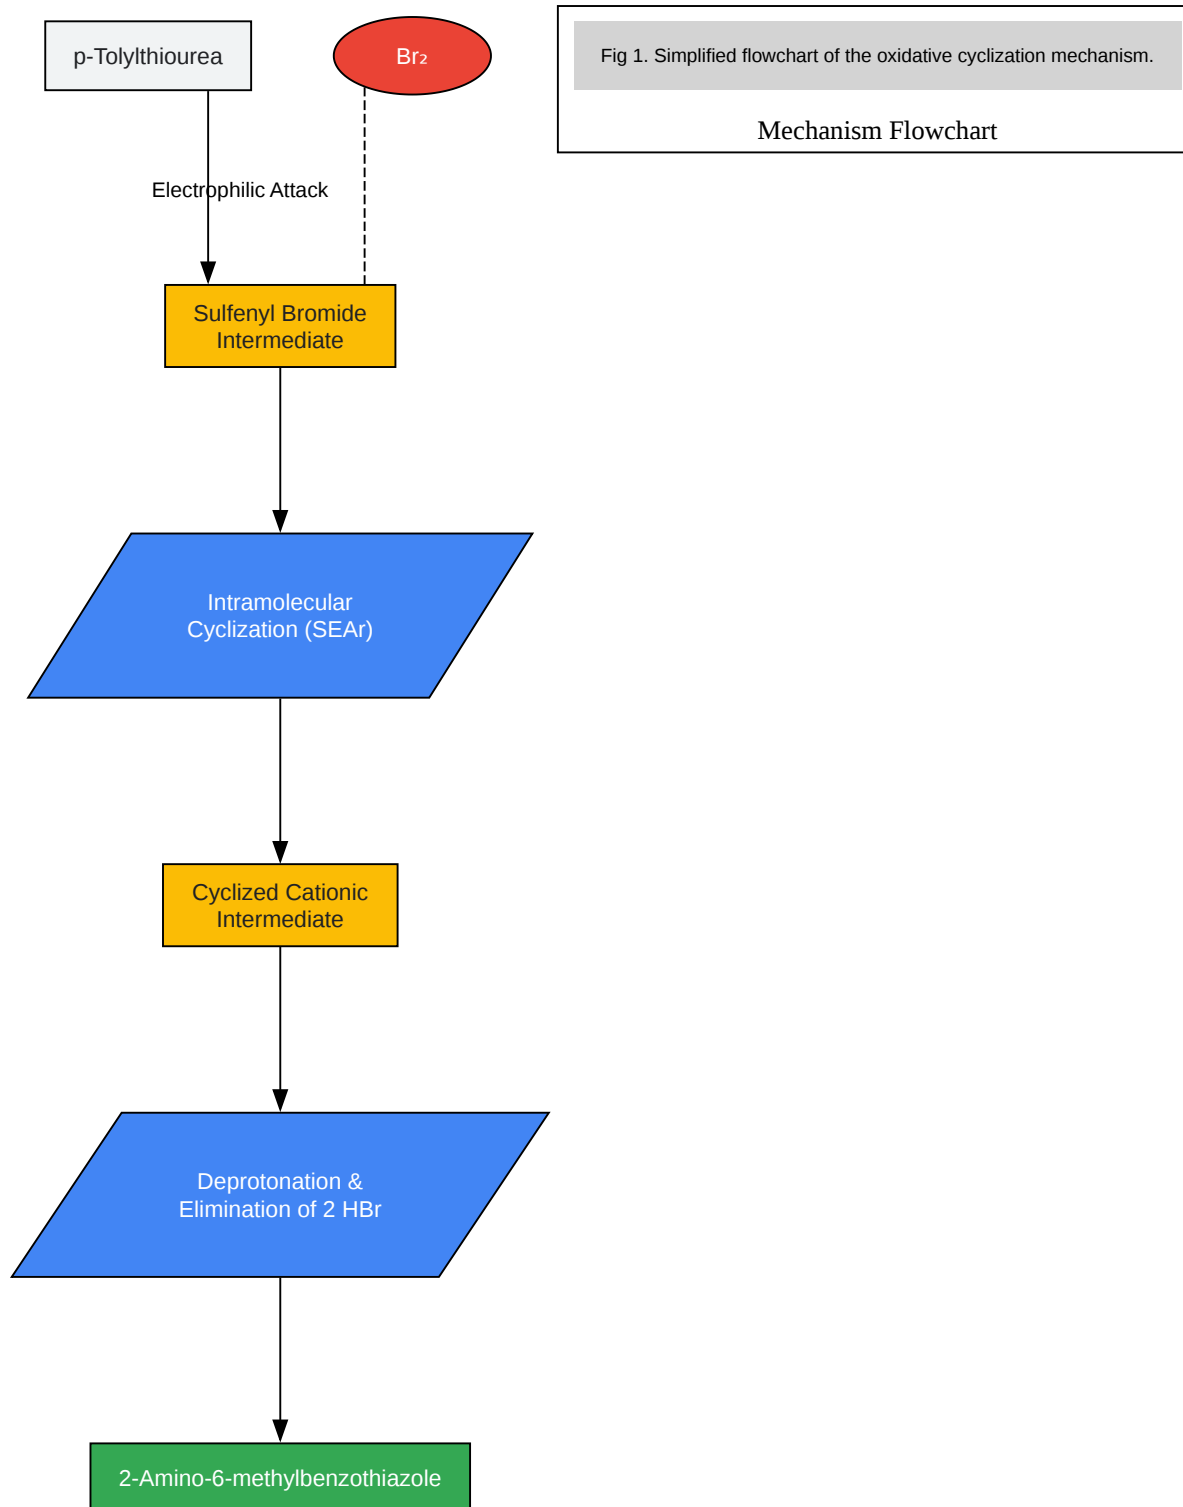 p-Tolylthiourea
Br₂
Fig 1. Simplified flowchart of the oxidative cyclization mechanism.
Mechanism Flowchart
Electrophilic Attack
Sulfenyl Bromide
Intermediate
Intramolecular
Cyclization (SEAr)
Cyclized Cationic
Intermediate
Deprotonation &
Elimination of 2 HBr
2-Amino-6-methylbenzothiazole